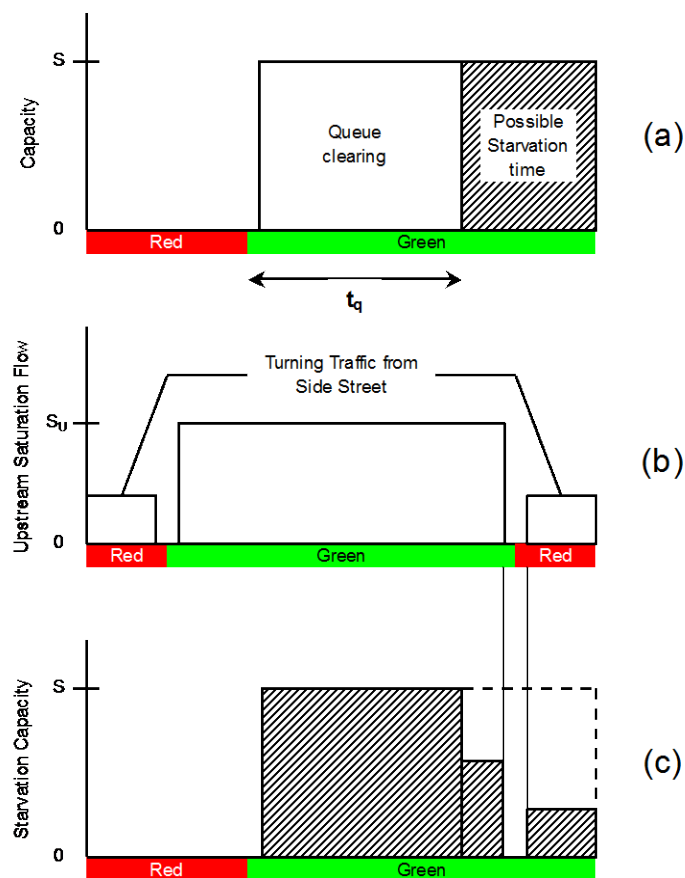 S
Capacity
0
Queue
clearing
Possible
Starvation
time
(a)
Red
Green
tq
Upstream Saturation Flow
SU
0
Turning Traffic from
Side Street
(b)
Red
Green
Red
Starvation Capacity
S
0
(c)
Red
Green